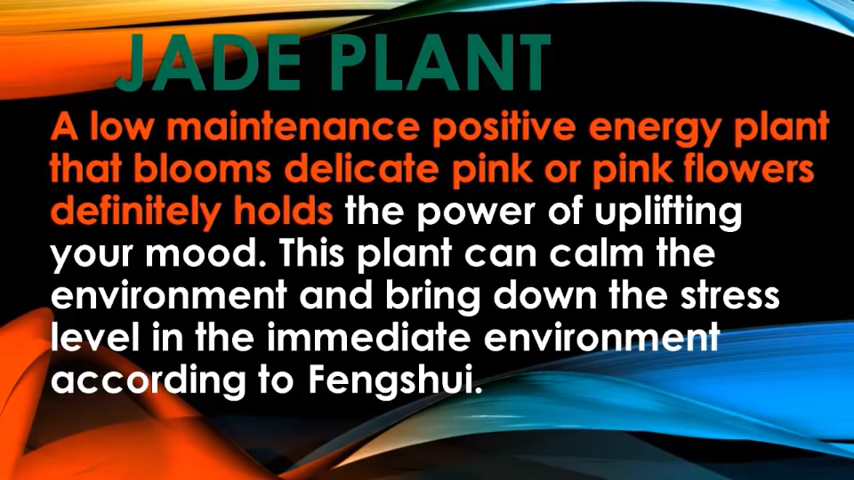 JADE PLANT
A low maintenance positive energy plant
that blooms delicate pink or pink flowers
definitely holds the power of uplifting
your mood. This plant can calm the
environment and bring down the stress
level in the immediate environment
according to Fengshui.